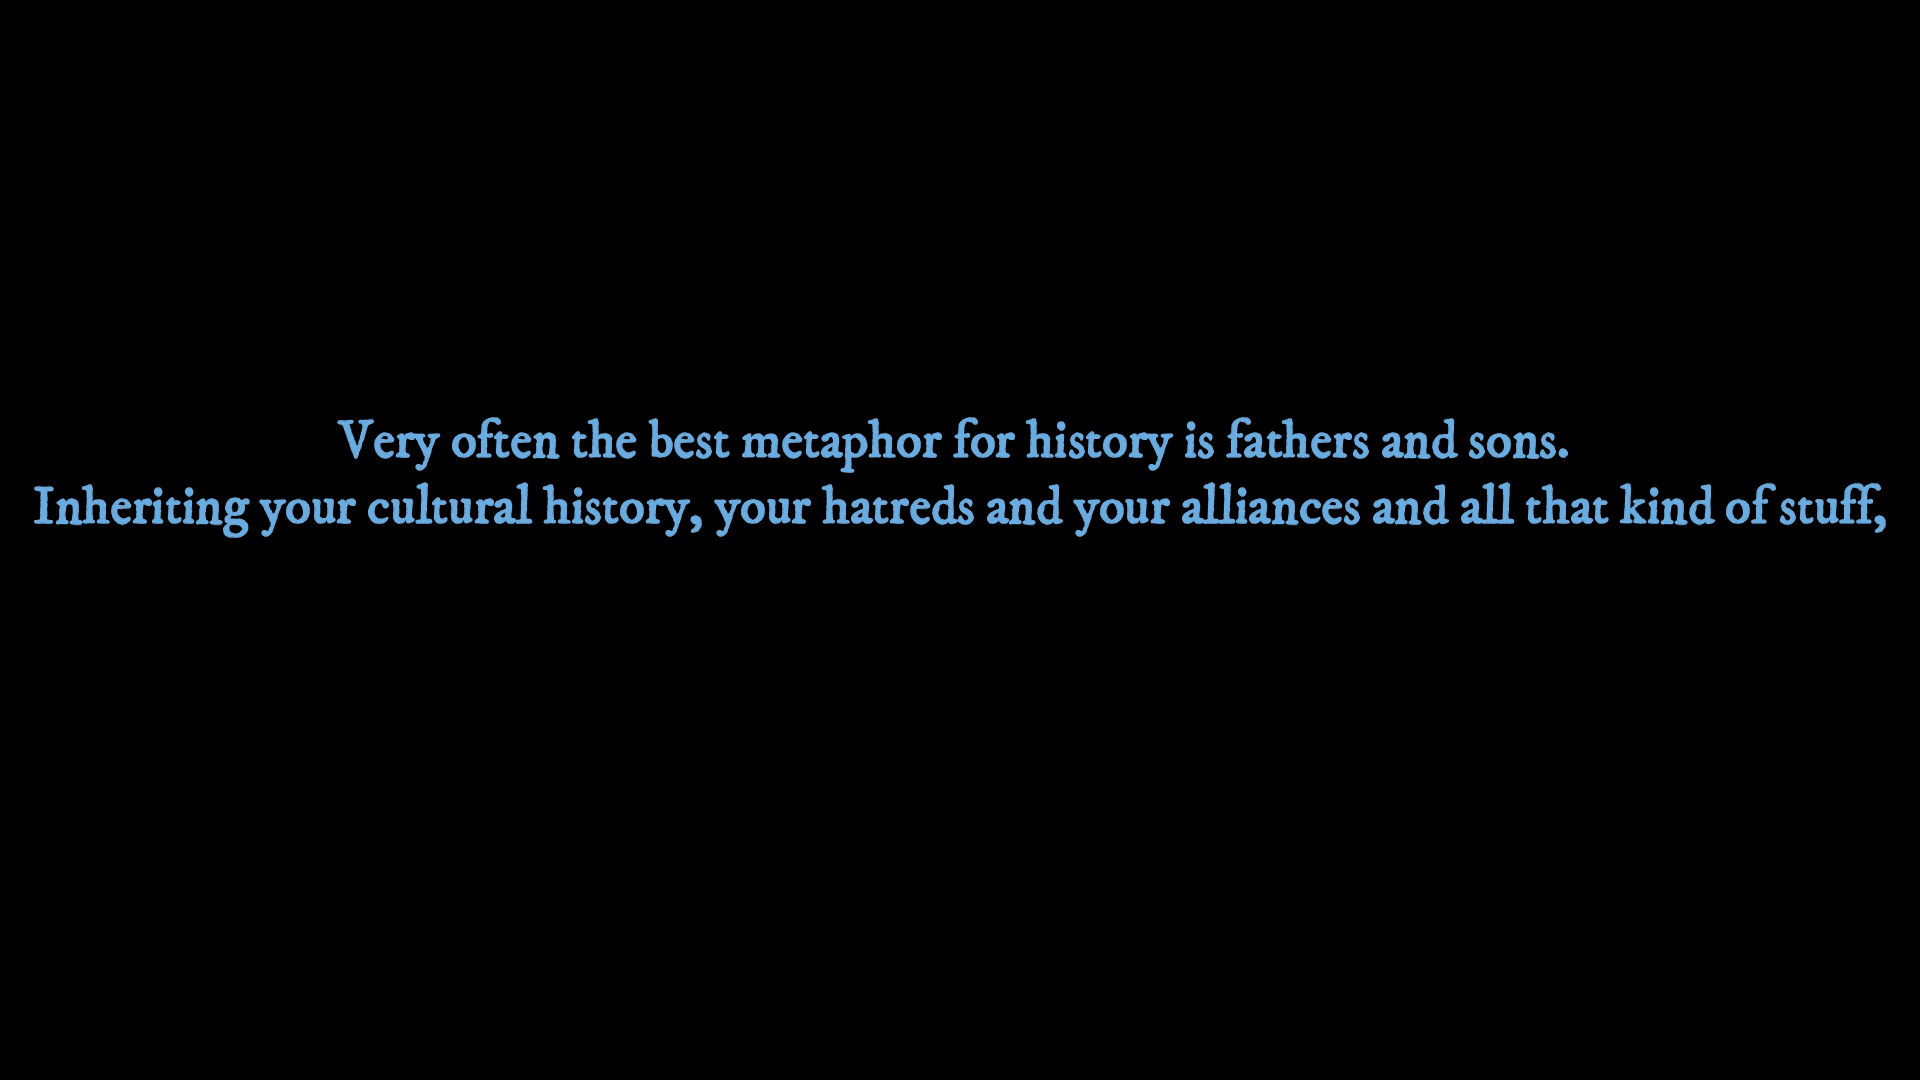 Very often the best metaphor for history is fathers and sons.
Inheriting your cultural history, your hatreds and your alliances and all that kind of stuff,